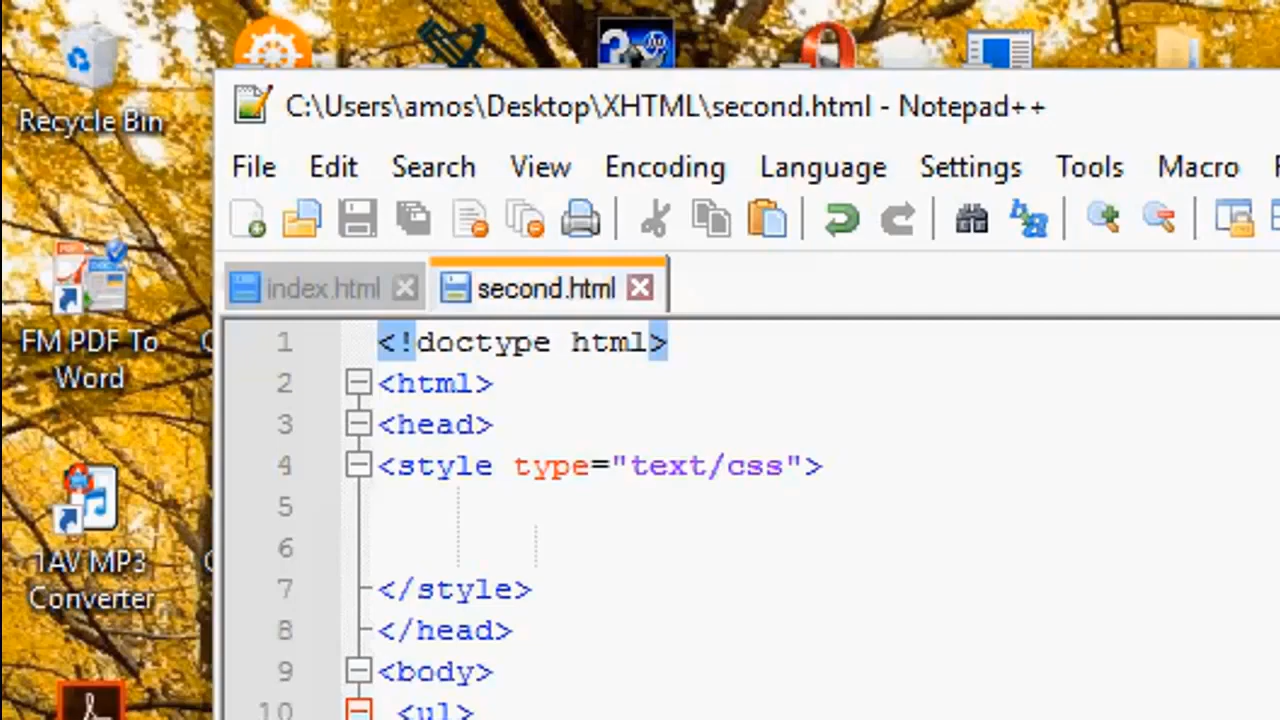 Recycle Bin
FM PDF To
Word
1AV MP3
Converter
C:\Users\amos\Desktop\XHTML\second.html - Notepad++
File Edit Search View Encoding Language Settings Tools Macro
index.html second.html
1 <!doctype html>
2 <html>
3 <head>
4 <style type="text/css">
5
6
7 </style>
8 </head>
9 <body>
10 <ul>